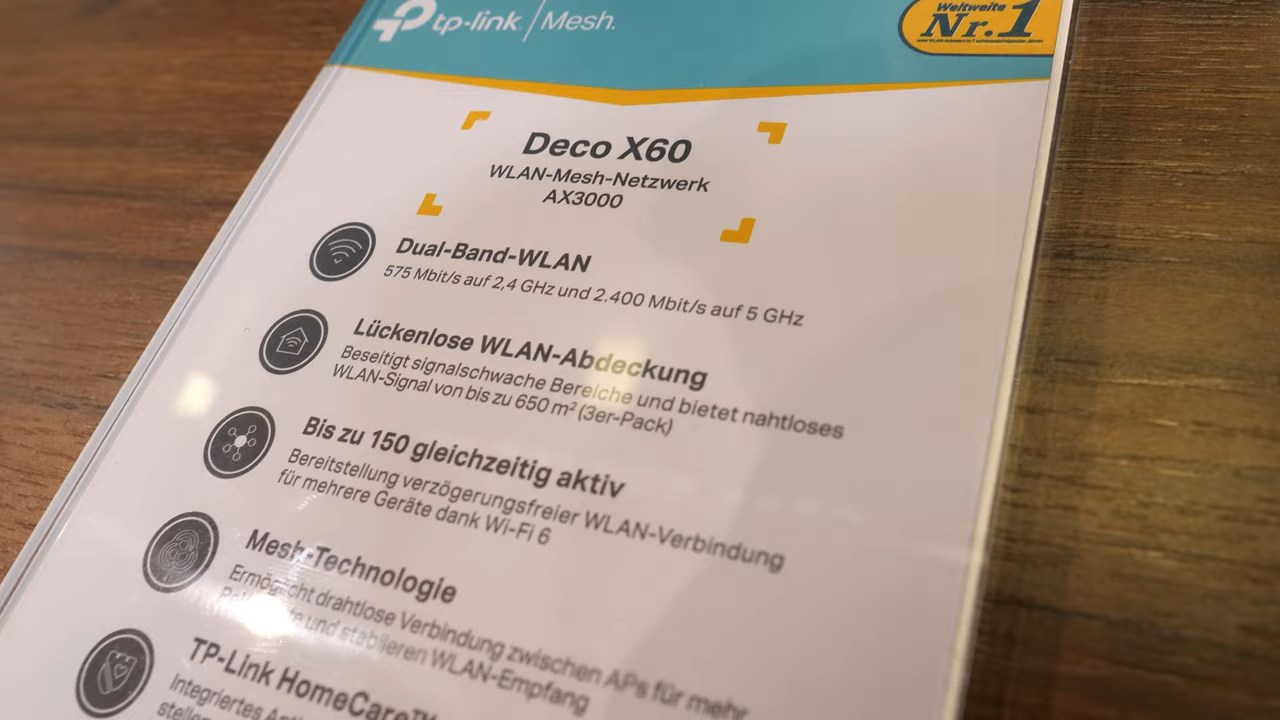 tp-link | Mesh.
Weltweite
Nr.1
Deco X60
WLAN-Mesh-Netzwerk
AX3000
Dual-Band-WLAN
575 Mbit/s auf 2,4 GHz und 2.400 Mbit/s auf 5 GHz
Lückenlose WLAN-Abdeckung
Beseitigt signalschwache Bereiche und bietet nahtloses
WLAN-Signal von bis zu 650 m² (3er-Pack)
Bis zu 150 gleichzeitig aktiv
Bereitstellung verzögerungsfreier WLAN-Verbindung
für mehrere Geräte dank Wi-Fi 6
Mesh-Technologie
Ermöglicht drahtlose Verbindung zwischen APs für mehr
und stabileren WLAN-Empfang
TP-Link HomeCare™
Integriertes